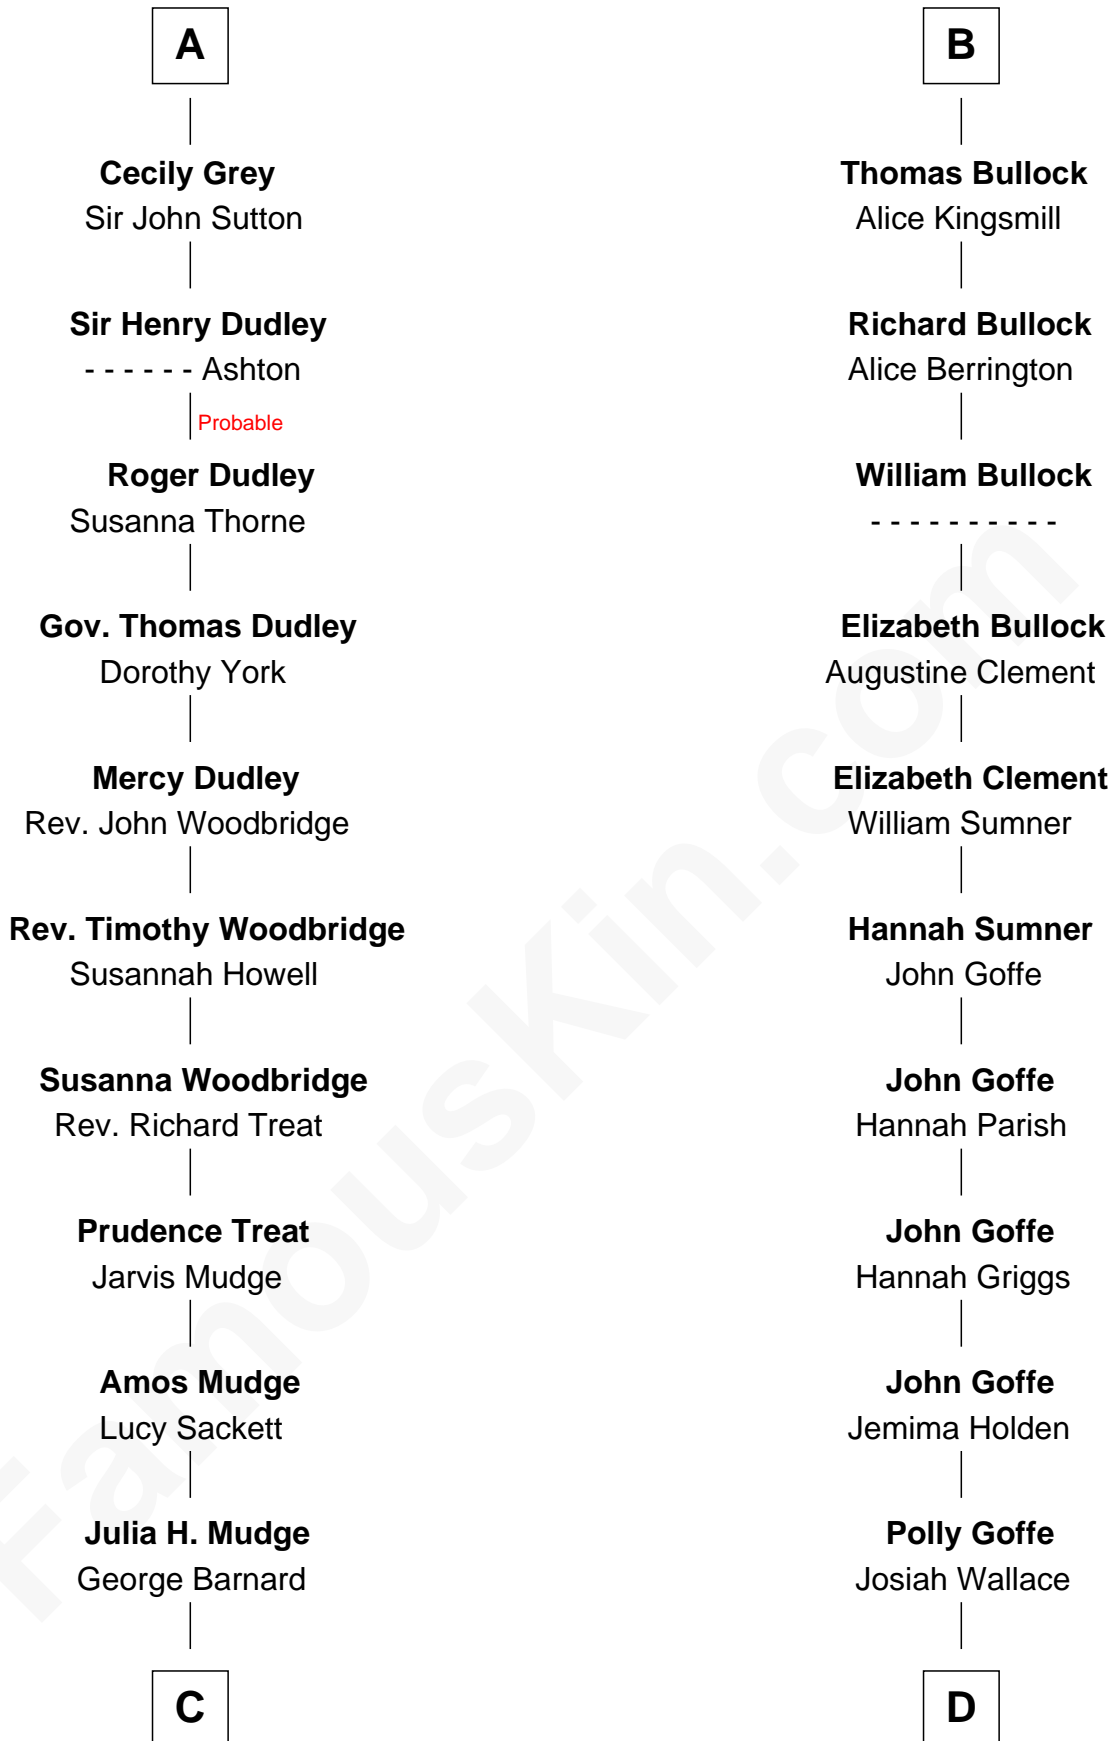 A
Cecily Grey
Sir John Sutton
Sir Henry Dudley
- - - - - - Ashton
Probable
Roger Dudley
Susanna Thorne
Gov. Thomas Dudley
Dorothy York
Mercy Dudley
Rev. John Woodbridge
Rev. Timothy Woodbridge
Susannah Howell
Susanna Woodbridge
Rev. Richard Treat
Prudence Treat
Jarvis Mudge
Amos Mudge
Lucy Sackett
Julia H. Mudge
George Barnard
C
B
Thomas Bullock
Alice Kingsmill
Richard Bullock
Alice Berrington
William Bullock
- - - - - - - - - -
Elizabeth Bullock
Augustine Clement
Elizabeth Clement
William Sumner
Hannah Sumner
John Goffe
John Goffe
Hannah Parish
John Goffe
Hannah Griggs
John Goffe
Jemima Holden
Polly Goffe
Josiah Wallace
D
FamousKin.com